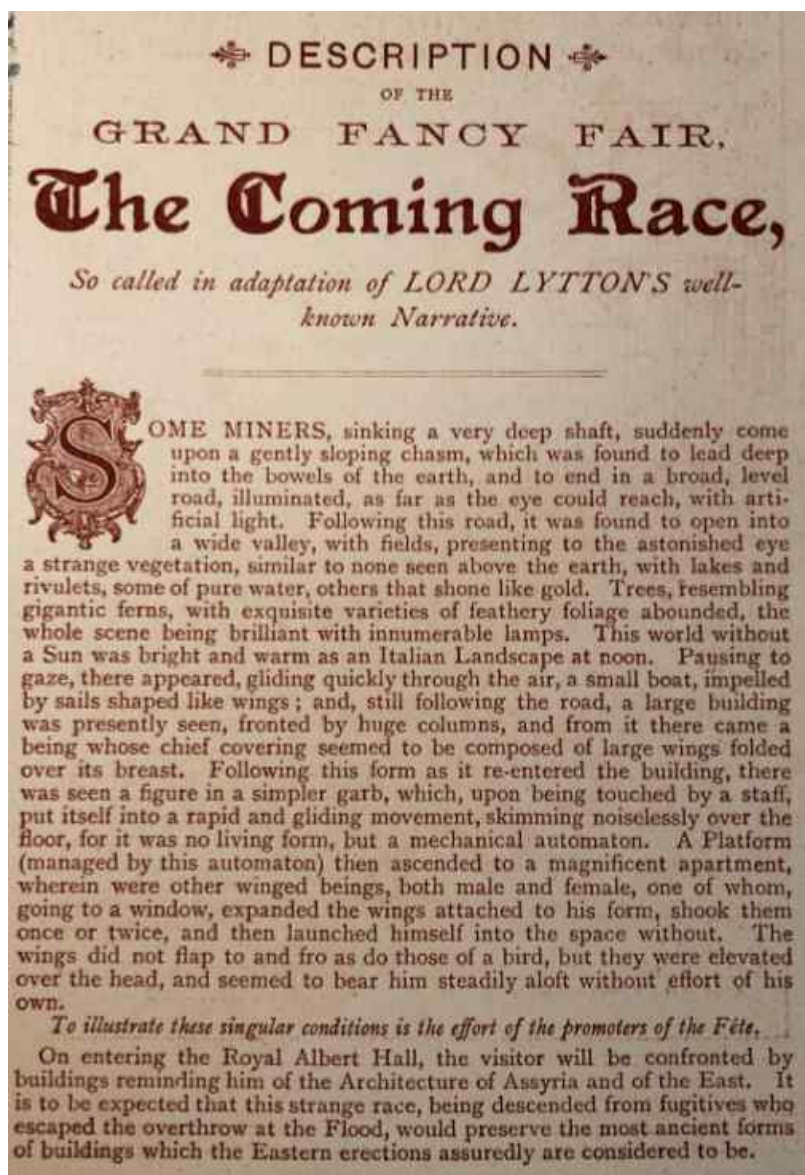 DESCRIPTION
OF THE
GRAND FANCY FAIR,
The Coming Race,
So called in adaptation of LORD LYTTON'S well-
known Narrative.
SOME MINERS, sinking a very deep shaft, suddenly come
upon a gently sloping chasm, which was found to lead deep
into the bowels of the earth, and to end in a broad, level
road, illuminated, as far as the eye could reach, with arti-
ficial light. Following this road, it was found to open into
a wide valley, with fields, presenting to the astonished eye
a strange vegetation, similar to none seen above the earth, with lakes and
rivulets, some of pure water, others that shone like gold. Trees, resembling
gigantic ferns, with exquisite varieties of feathery foliage abounded, the
whole scene being brilliant with innumerable lamps. This world without
a Sun was bright and warm as an Italian Landscape at noon. Pausing to
gaze, there appeared, gliding quickly through the air, a small boat, impelled
by sails shaped like wings; and, still following the road, a large building
was presently seen, fronted by huge columns, and from it there came a
being whose chief covering seemed to be composed of large wings folded
over its breast. Following this form as it re-entered the building, there
was seen a figure in a simpler garb, which, upon being touched by a staff,
put itself into a rapid and gliding movement, skimming noiselessly over the
floor, for it was no living form, but a mechanical automaton. A Platform
(managed by this automaton) then ascended to a magnificent apartment,
wherein were other winged beings, both male and female, one of whom,
going to a window, expanded the wings attached to his form, shook them
once or twice, and then launched himself into the space without. The
wings did not flap to and fro as do those of a bird, but they were elevated
over the head, and seemed to bear him steadily aloft without effort of his
own.
To illustrate these singular conditions is the effort of the promoters of the Féte.
On entering the Royal Albert Hall, the visitor will be confronted by
buildings reminding him of the Architecture of Assyria and of the East. It
is to be expected that this strange race, being descended from fugitives who
escaped the overthrow at the Flood, would preserve the most ancient forms
of buildings which the Eastern erections assuredly are considered to be.